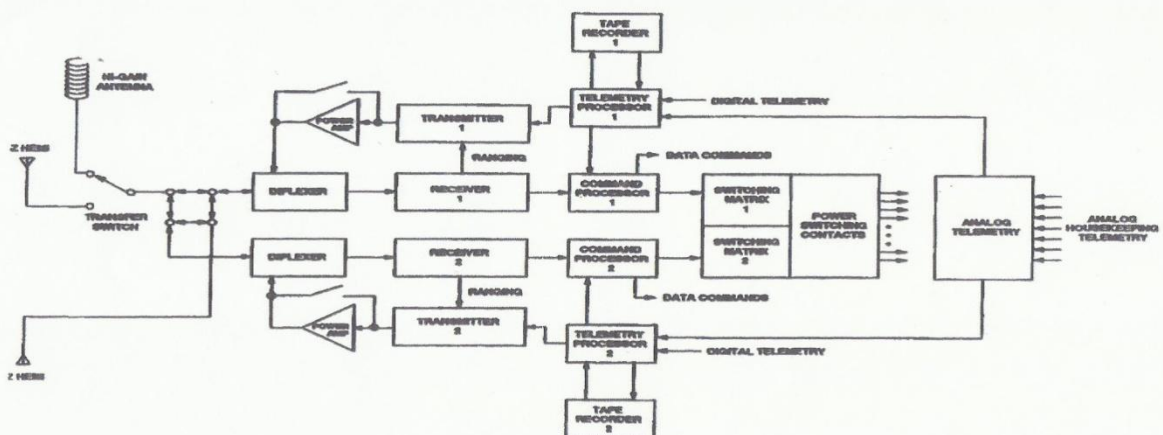 TAPE
RECORDER
1
HI-GAIN
ANTENNA
TELEMETRY
PROCESSOR
1
DIGITAL TELEMETRY
POWER
AMP
TRANSMITTER
1
RANGING
DATA COMMANDS
-Z HEMI
DIPLEXER
RECEIVER
1
COMMAND
PROCESSOR
1
SWITCHING
MATRIX
1
POWER
SWITCHING
CONTACTS
ANALOG
TELEMETRY
ANALOG
HOUSEKEEPING
TELEMETRY
TRANSFER
SWITCH
DIPLEXER
RECEIVER
2
COMMAND
PROCESSOR
2
SWITCHING
MATRIX 2
RANGING
DATA COMMANDS
POWER
AMP
TRANSMITTER
2
TELEMETRY
PROCESSOR
2
DIGITAL TELEMETRY
Z HEMI
TAPE
RECORDER
2